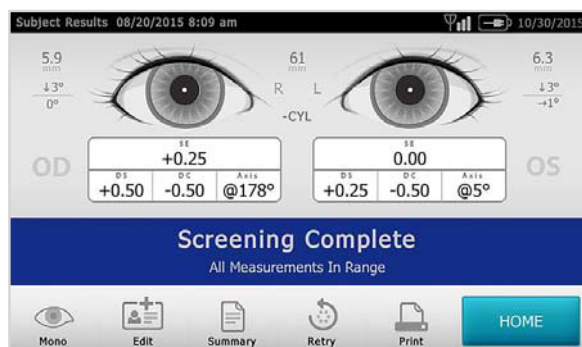 Subject Results 08/20/2015 8:09 am 10/30/2015
5.9 61 6.3
mm mm mm
↓3° R L ↓3°
0° →1°
-CYL
OD OS
SE SE
+0.25 0.00
DS DC Axis DS DC Axis
+0.50 -0.50 @178° +0.25 -0.50 @5°
Screening Complete
All Measurements In Range
Mono Edit Summary Retry Print HOME